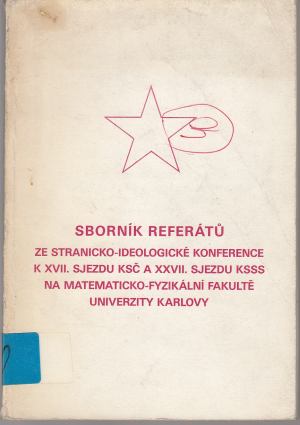 SBORNÍK REFERÁTŮ
ZE STRANICKO-IDEOLOGICKÉ KONFERENCE
K XVII. SJEZDU KSČ A XXVII. SJEZDU KSSS
NA MATEMATICKO-FYZIKÁLNÍ FAKULTĚ
UNIVERZITY KARLOVY